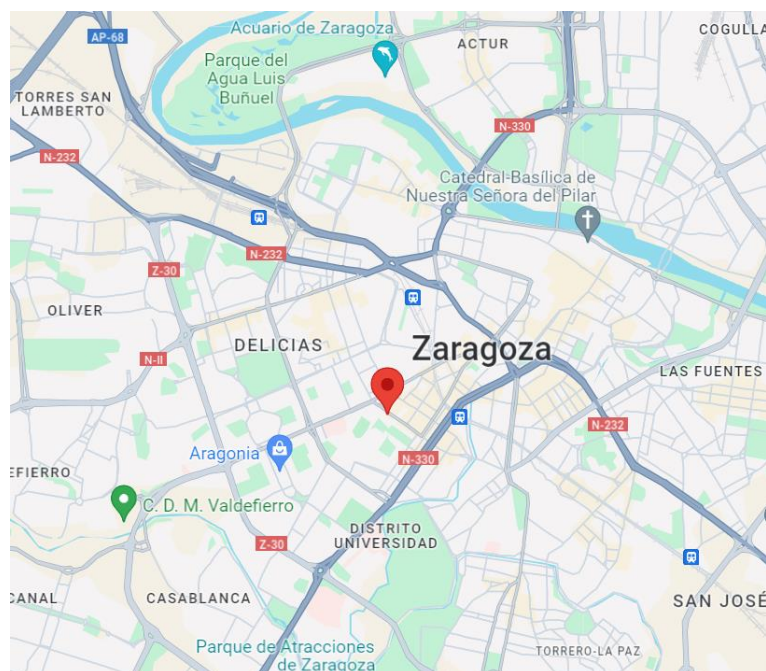 Acuario de Zaragoza
ACTUR
COGULLA
AP-68
Parque del
Agua Luis
Buñuel
TORRES SAN
LAMBERTO
N-330
N-232
Catedral-Basílica de
Nuestra Señora del Pilar
N-232
Z-30
OLIVER
DELICIAS
Zaragoza
N-II
LAS FUENTES
N-232
Aragonia
N-330
EFIERRO
C. D. M. Valdefierro
DISTRITO
UNIVERSIDAD
Z-30
CANAL
CASABLANCA
SAN JOSÉ
Parque de Atracciones
de Zaragoza
TORRERO-LA PAZ